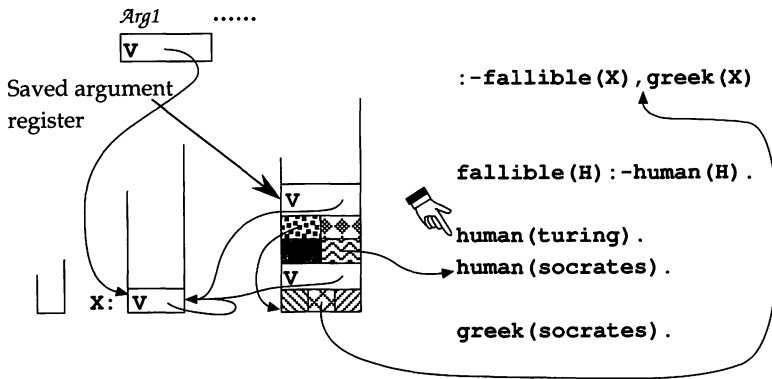 Arg1 ......
V
Saved argument
register
:-fallible(X),greek(X)
fallible(H):-human(H).
V
human(turing).
human(socrates).
V
X: V
greek(socrates).